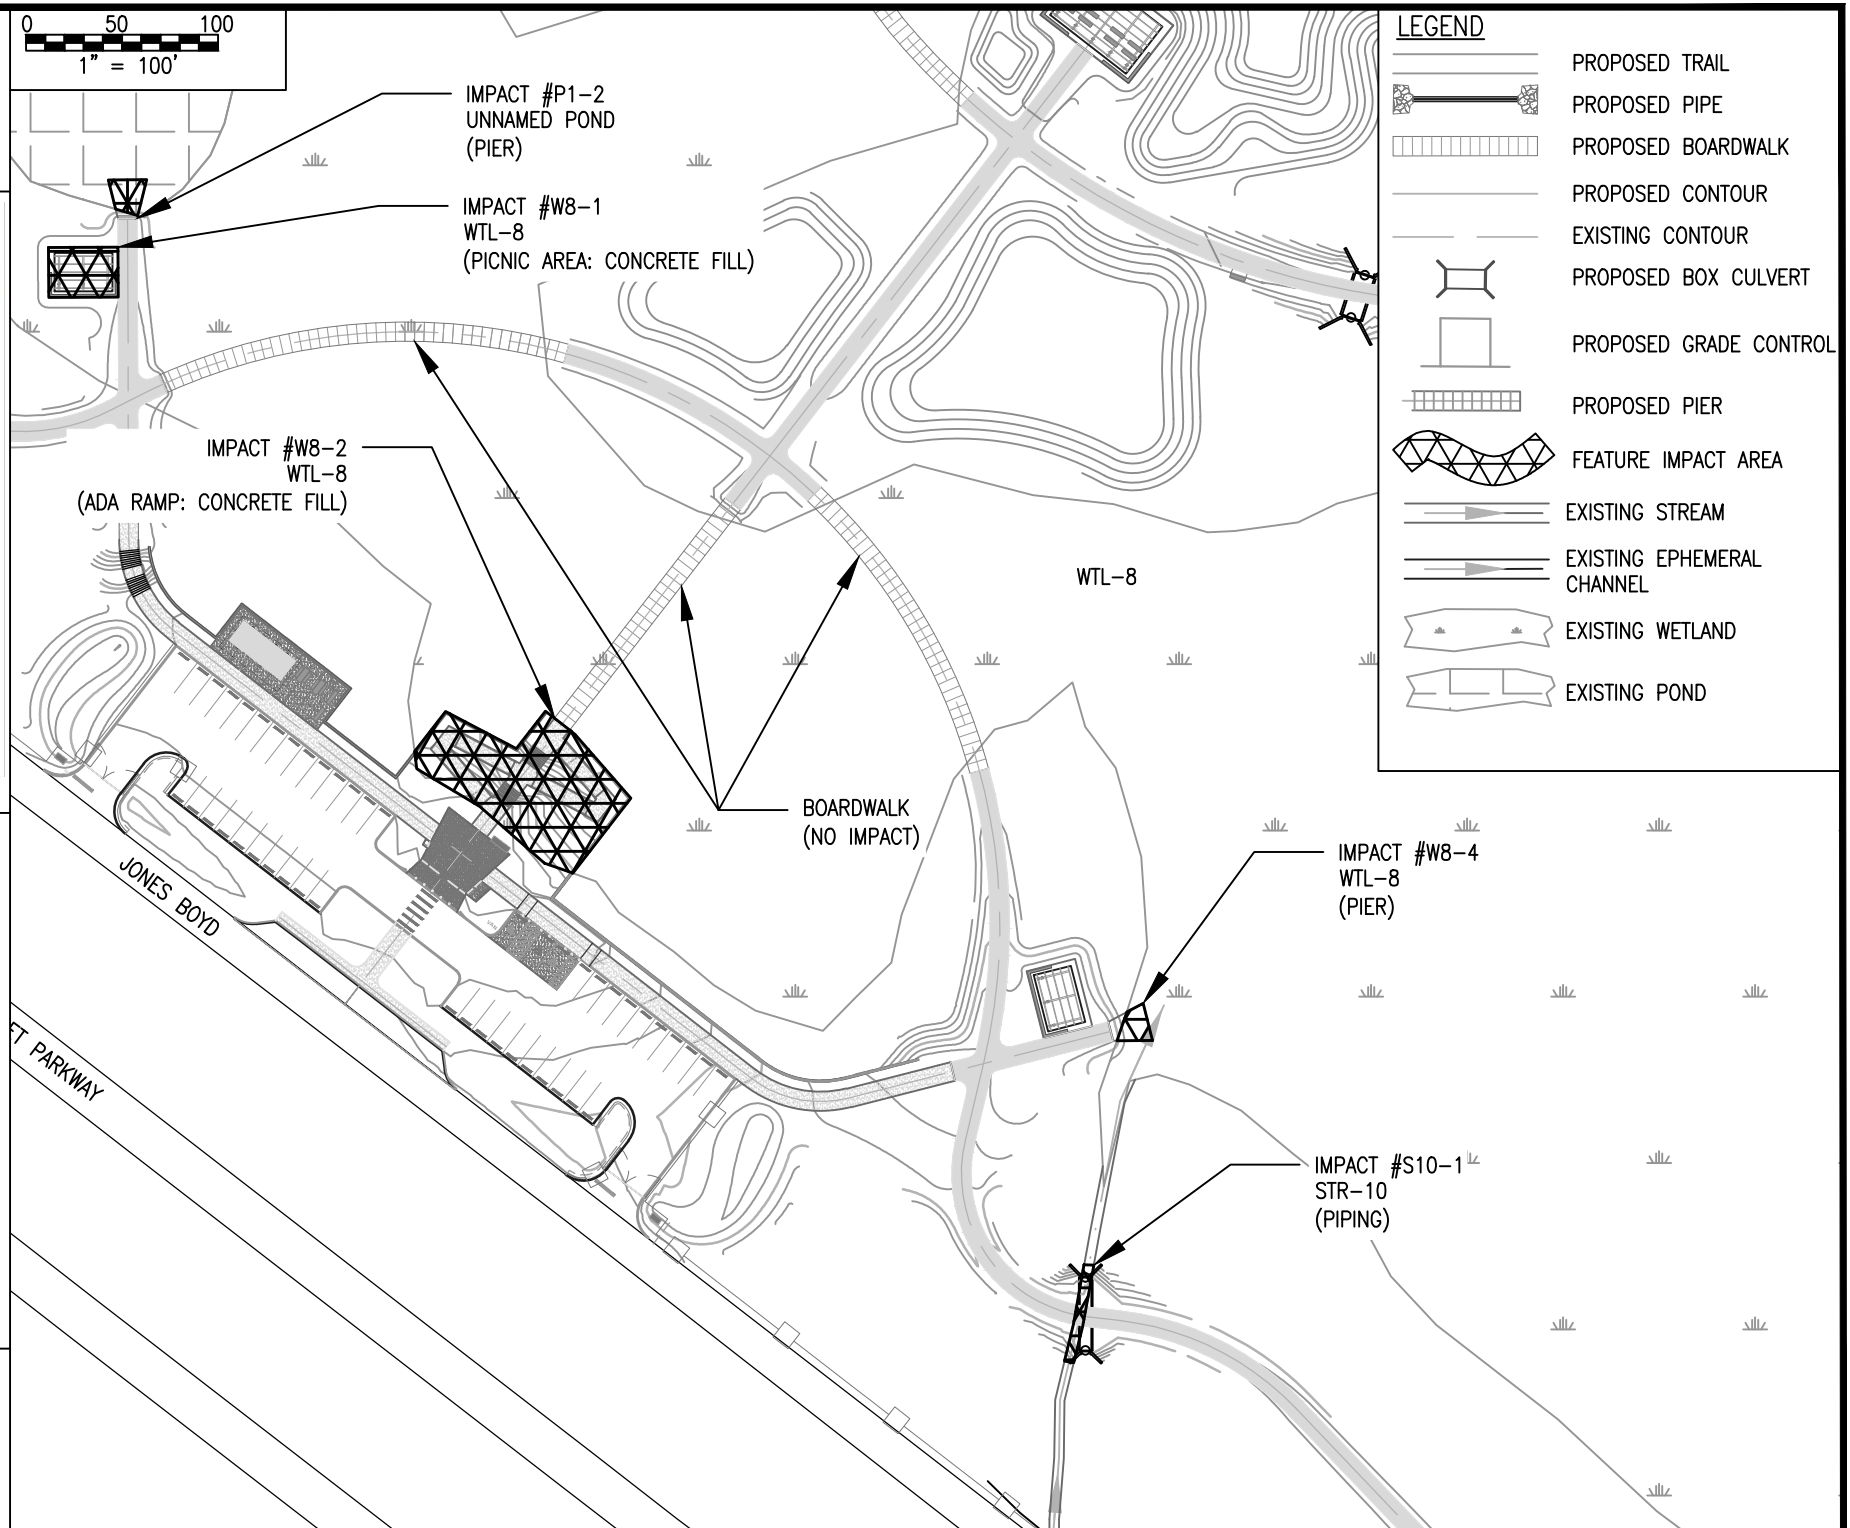 0 50 100
1" = 100'
IMPACT #P1-2
UNNAMED POND
(PIER)
IMPACT #W8-1
WTL-8
(PICNIC AREA: CONCRETE FILL)
IMPACT #W8-2
WTL-8
(ADA RAMP: CONCRETE FILL)
WTL-8
BOARDWALK
(NO IMPACT)
IMPACT #W8-4
WTL-8
(PIER)
IMPACT #S10-1
STR-10
(PIPING)
JONES BOYD
FT PARKWAY
VAN
LEGEND
PROPOSED TRAIL
PROPOSED PIPE
PROPOSED BOARDWALK
PROPOSED CONTOUR
EXISTING CONTOUR
PROPOSED BOX CULVERT
PROPOSED GRADE CONTROL
PROPOSED PIER
FEATURE IMPACT AREA
EXISTING STREAM
EXISTING EPHEMERAL
CHANNEL
EXISTING WETLAND
EXISTING POND